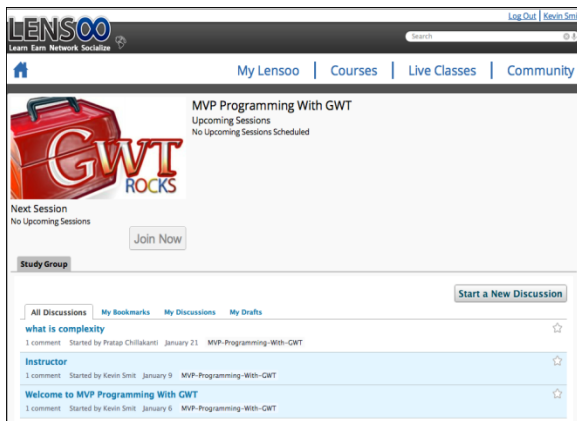 Log Out | Kevin Smi
LENSOO
Learn Earn Network Socialize
Search
My Lensoo | Courses | Live Classes | Community
GWT
ROCKS
MVP Programming With GWT
Upcoming Sessions
No Upcoming Sessions Scheduled
Next Session
No Upcoming Sessions
Join Now
Study Group
Start a New Discussion
All Discussions My Bookmarks My Discussions My Drafts
what is complexity
1 comment Started by Pratap Chillakanti January 21 MVP-Programming-With-GWT
Instructor
1 comment Started by Kevin Smit January 9 MVP-Programming-With-GWT
Welcome to MVP Programming With GWT
1 comment Started by Kevin Smit January 6 MVP-Programming-With-GWT